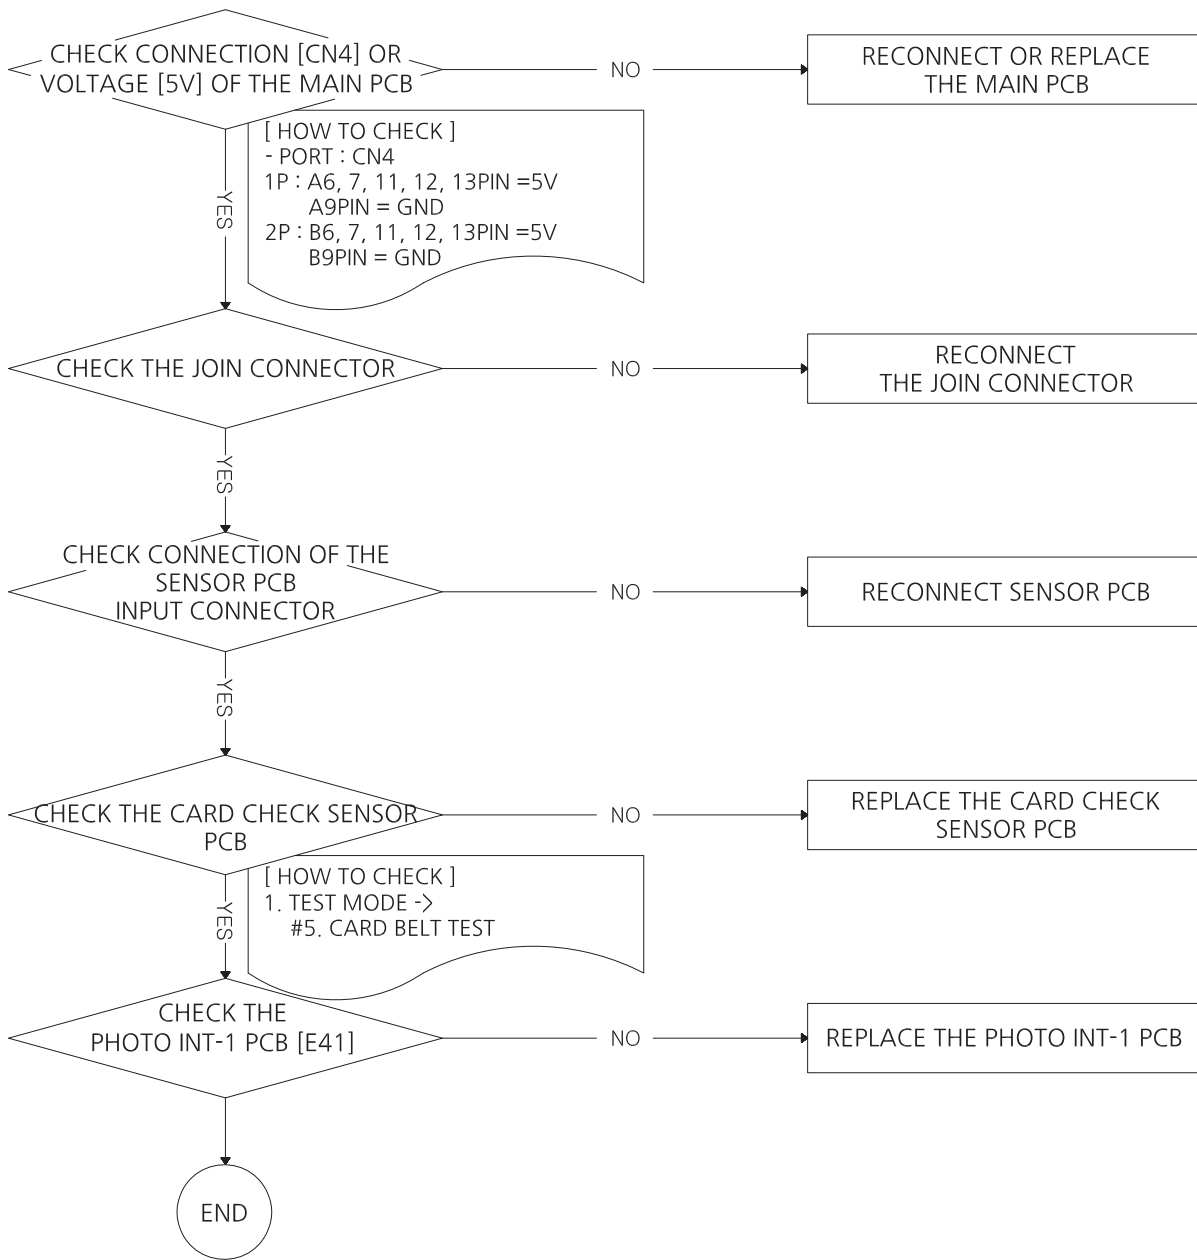 CHECK CONNECTION [CN4] OR
VOLTAGE [5V] OF THE MAIN PCB
NO
RECONNECT OR REPLACE
THE MAIN PCB
[ HOW TO CHECK ]
- PORT : CN4
1P : A6, 7, 11, 12, 13PIN =5V
A9PIN = GND
2P : B6, 7, 11, 12, 13PIN =5V
B9PIN = GND
YES
CHECK THE JOIN CONNECTOR
NO
RECONNECT
THE JOIN CONNECTOR
YES
CHECK CONNECTION OF THE
SENSOR PCB
INPUT CONNECTOR
NO
RECONNECT SENSOR PCB
YES
CHECK THE CARD CHECK SENSOR
PCB
NO
REPLACE THE CARD CHECK
SENSOR PCB
[ HOW TO CHECK ]
1. TEST MODE ->
#5. CARD BELT TEST
YES
CHECK THE
PHOTO INT-1 PCB [E41]
NO
REPLACE THE PHOTO INT-1 PCB
END